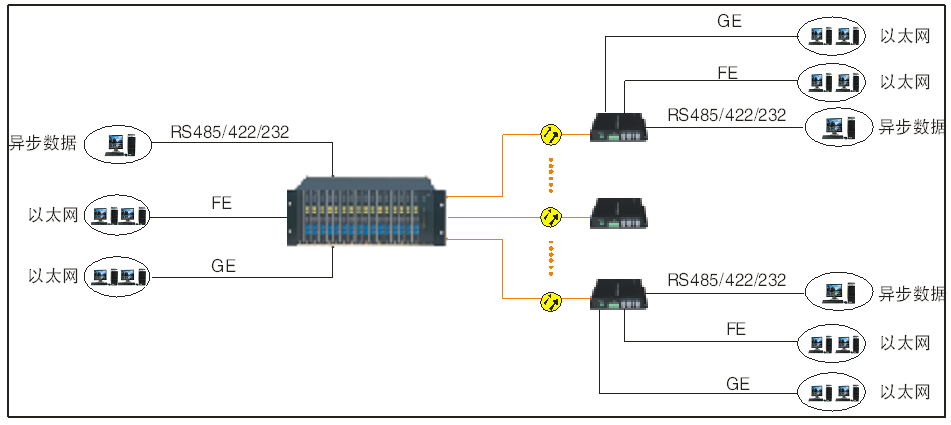 GE
以太网
FE
以太网
RS485/422/232
异步数据
异步数据
RS485/422/232
以太网
FE
以太网
GE
RS485/422/232
异步数据
FE
以太网
GE
以太网